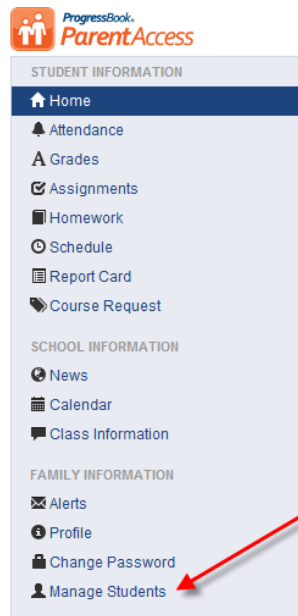 ProgressBook.
ParentAccess
STUDENT INFORMATION
Home
Attendance
Grades
Assignments
Homework
Schedule
Report Card
Course Request
SCHOOL INFORMATION
News
Calendar
Class Information
FAMILY INFORMATION
Alerts
Profile
Change Password
Manage Students